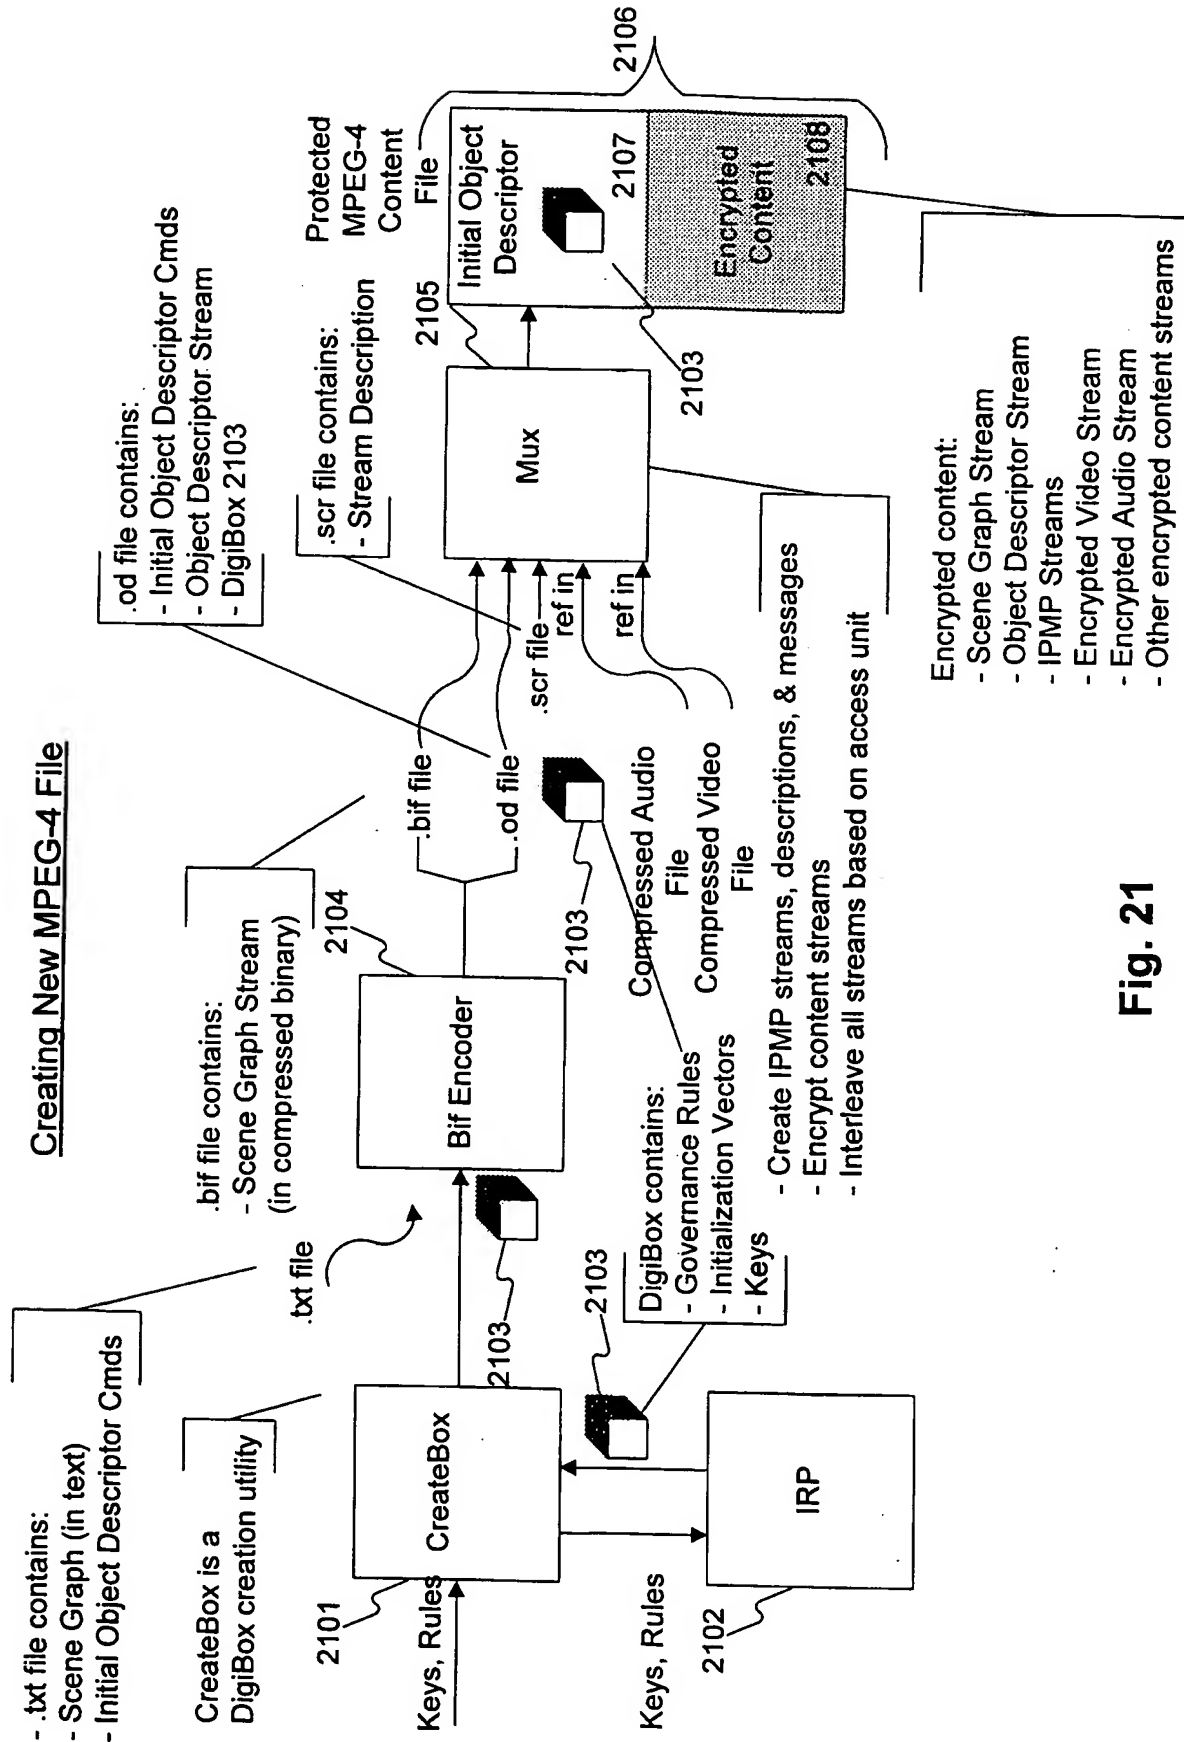 Creating New MPEG-4 File
- .txt file contains:
- Scene Graph (in text)
- Initial Object Descriptor Cmds
CreateBox is a
DigiBox creation utility
.txt file
.bif file contains:
- Scene Graph Stream
(in compressed binary)
.od file contains:
- Initial Object Descriptor Cmds
- Object Descriptor Stream
- DigiBox 2103
.scr file contains:
- Stream Description
Protected
MPEG-4
Content
File
2101
Keys, Rules
CreateBox
2103
Bif Encoder
2104
.bif file
.od file
.scr file
ref in
ref in
Mux
2105
Initial Object
Descriptor
2107
Encrypted
Content
2108
2106
2103
2103
Compressed Audio
File
Compressed Video
File
Keys, Rules
2102
IRP
2103
DigiBox contains:
- Governance Rules
- Initialization Vectors
- Keys
- Create IPMP streams, descriptions, & messages
- Encrypt content streams
- Interleave all streams based on access unit
Encrypted content:
- Scene Graph Stream
- Object Descriptor Stream
- IPMP Streams
- Encrypted Video Stream
- Encrypted Audio Stream
- Other encrypted content streams
Fig. 21